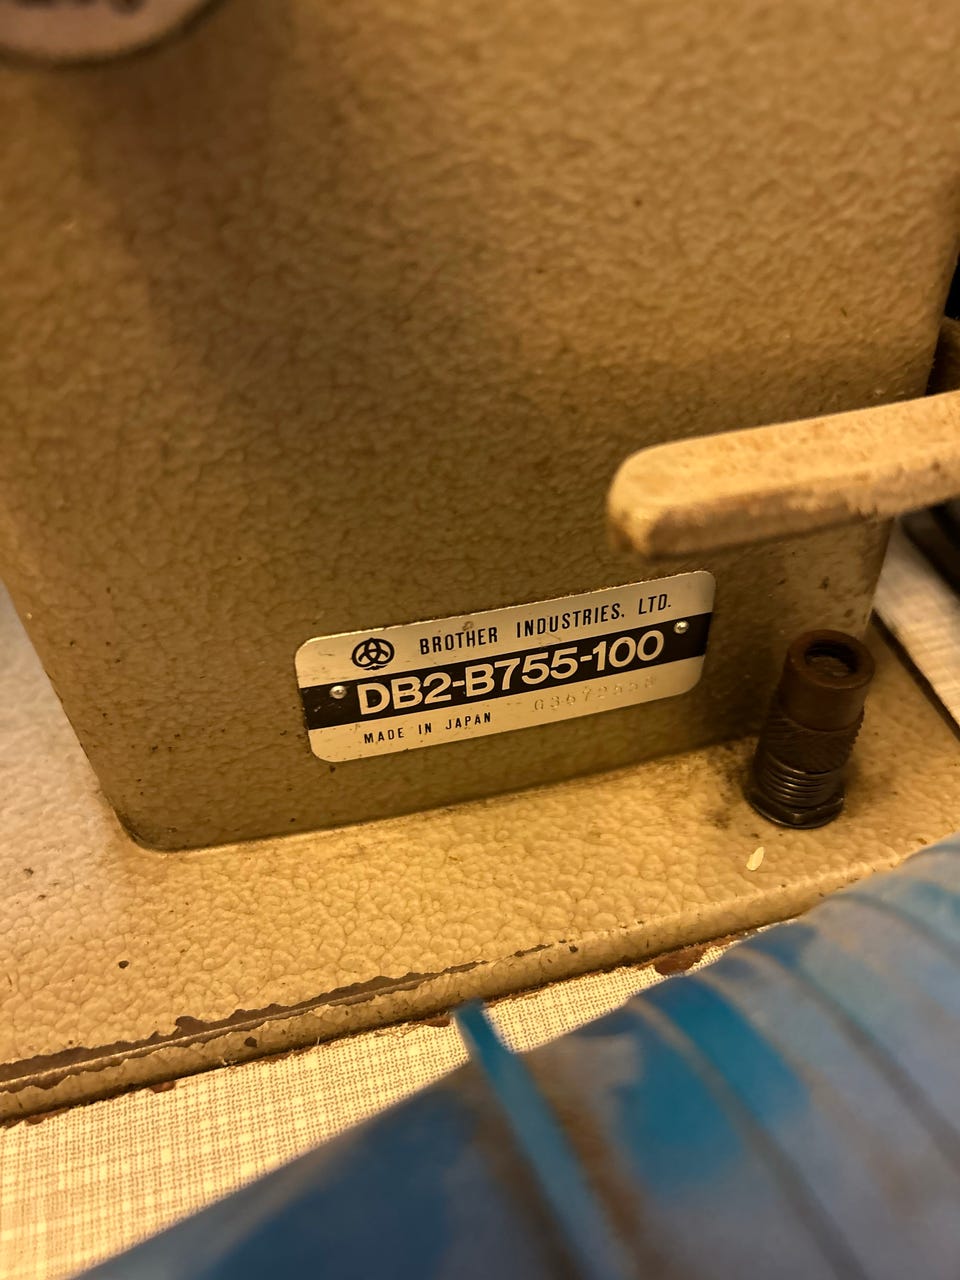 BROTHER INDUSTRIES, LTD.
DB2-B755-100
MADE IN JAPAN